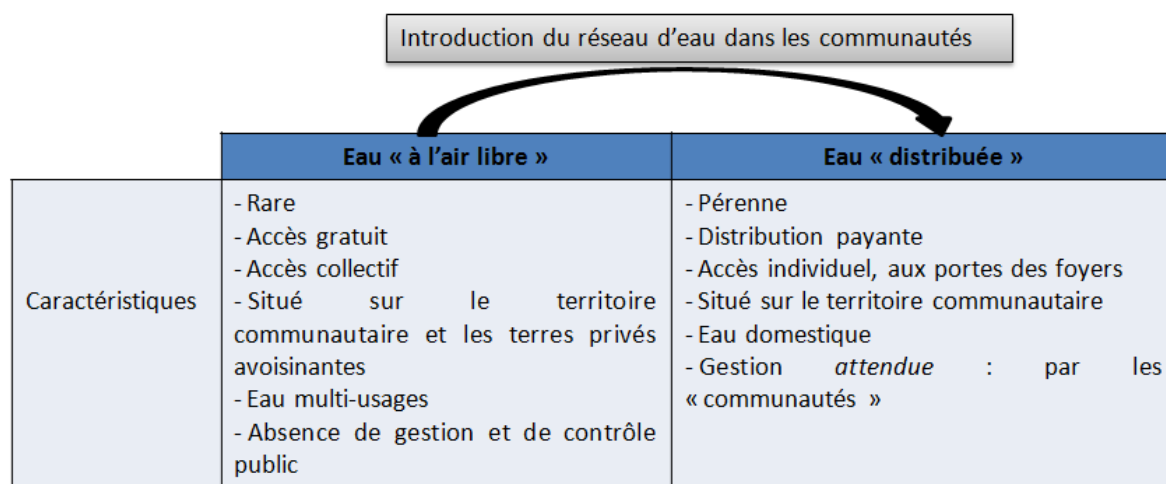 Introduction du réseau d'eau dans les communautés
Eau « à l'air libre »
Eau « distribuée »
Caractéristiques
- Rare
- Accès gratuit
- Accès collectif
- Situé sur le territoire
communautaire et les terres privés
avoisinantes
- Eau multi-usages
- Absence de gestion et de contrôle
public
- Pérenne
- Distribution payante
- Accès individuel, aux portes des foyers
- Situé sur le territoire communautaire
- Eau domestique
- Gestion attendue : par les
« communautés »